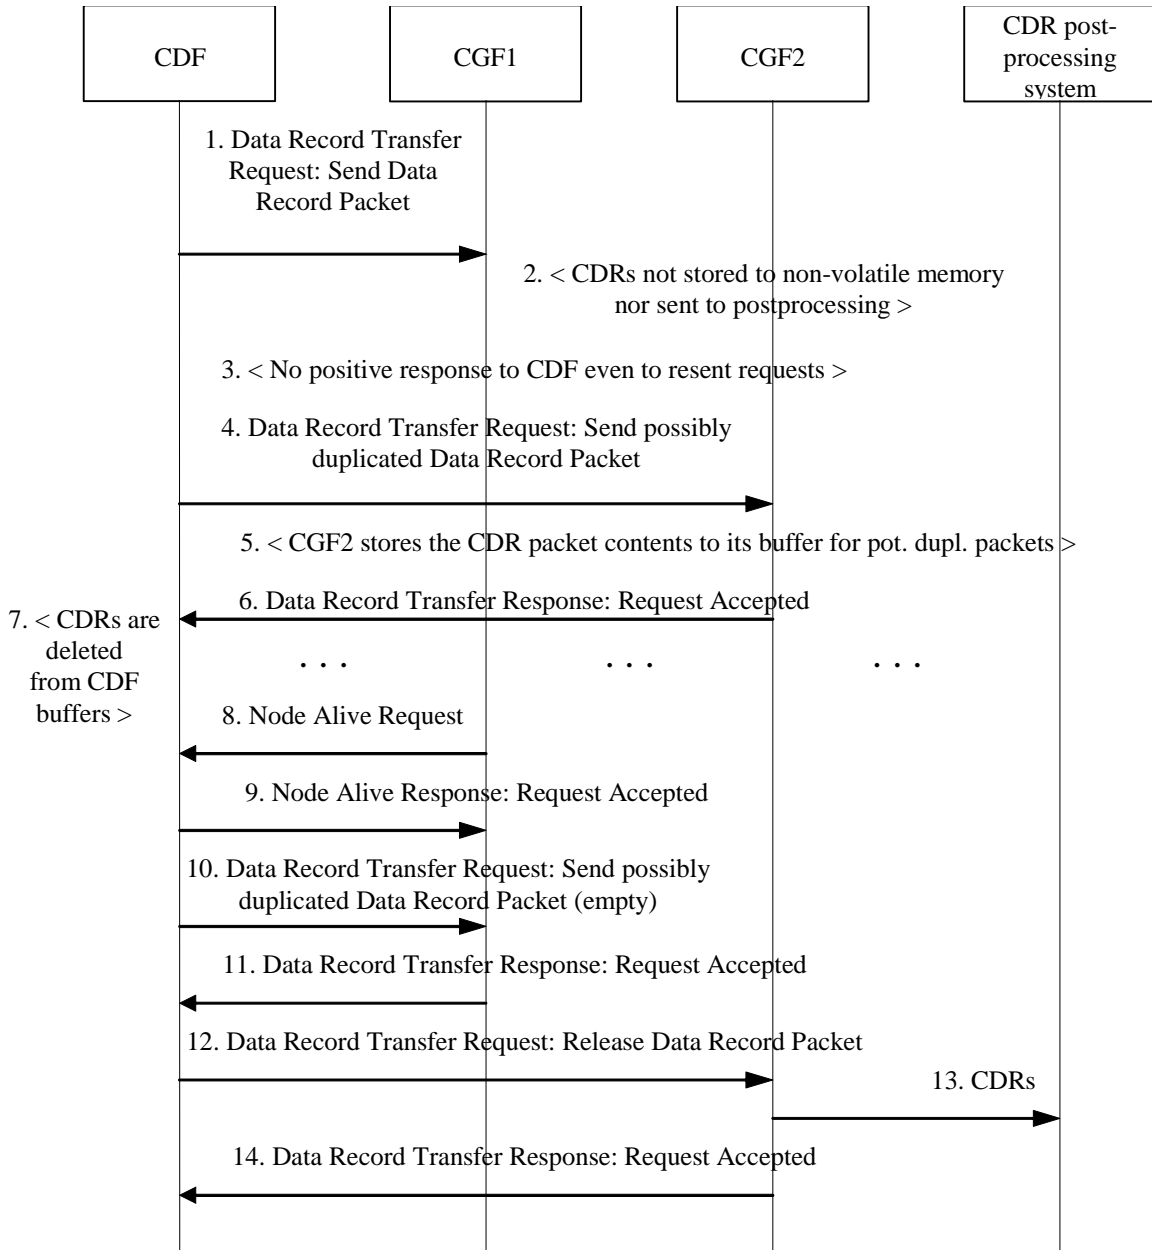 CDF
CGF1
CGF2
CDR post-
processing
system
1. Data Record Transfer
Request: Send Data
Record Packet
2. < CDRs not stored to non-volatile memory
nor sent to postprocessing >
3. < No positive response to CDF even to resent requests >
4. Data Record Transfer Request: Send possibly
duplicated Data Record Packet
5. < CGF2 stores the CDR packet contents to its buffer for pot. dupl. packets >
6. Data Record Transfer Response: Request Accepted
7. < CDRs are
deleted
from CDF
buffers >
. . .
. . .
. . .
8. Node Alive Request
9. Node Alive Response: Request Accepted
10. Data Record Transfer Request: Send possibly
duplicated Data Record Packet (empty)
11. Data Record Transfer Response: Request Accepted
12. Data Record Transfer Request: Release Data Record Packet
13. CDRs
14. Data Record Transfer Response: Request Accepted